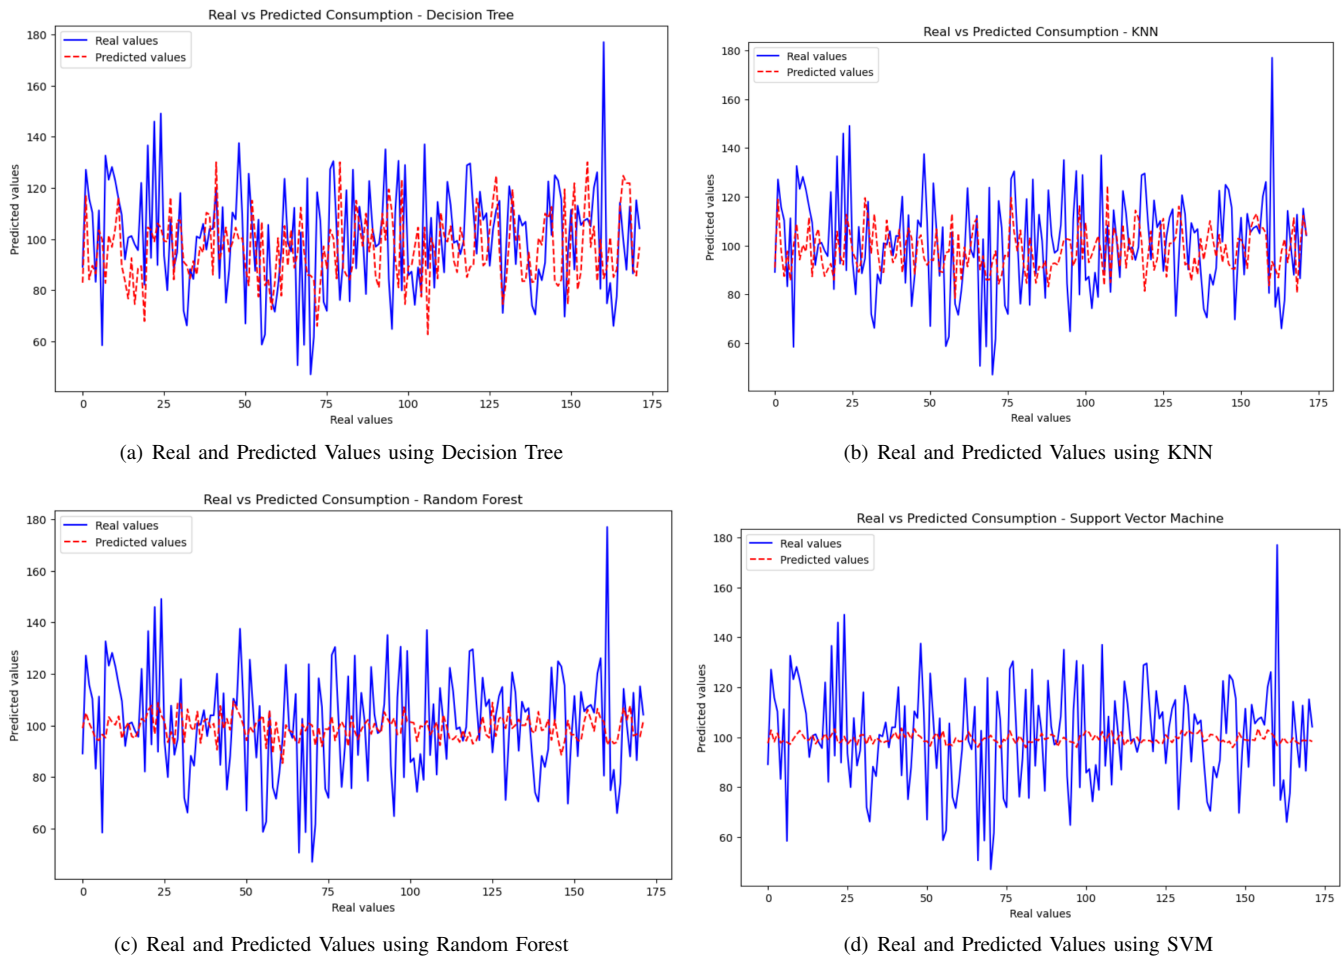 Real vs Predicted Consumption - Decision Tree
Real values
Predicted values
180
160
140
120
100
80
60
Predicted values
0 25 50 75 100 125 150 175
Real values
(a) Real and Predicted Values using Decision Tree
Real vs Predicted Consumption - KNN
Real values
Predicted values
180
160
140
120
100
80
60
Predicted values
0 25 50 75 100 125 150 175
Real values
(b) Real and Predicted Values using KNN
Real vs Predicted Consumption - Random Forest
Real values
Predicted values
180
160
140
120
100
80
60
Predicted values
0 25 50 75 100 125 150 175
Real values
(c) Real and Predicted Values using Random Forest
Real vs Predicted Consumption - Support Vector Machine
Real values
Predicted values
180
160
140
120
100
80
60
Predicted values
0 25 50 75 100 125 150 175
Real values
(d) Real and Predicted Values using SVM